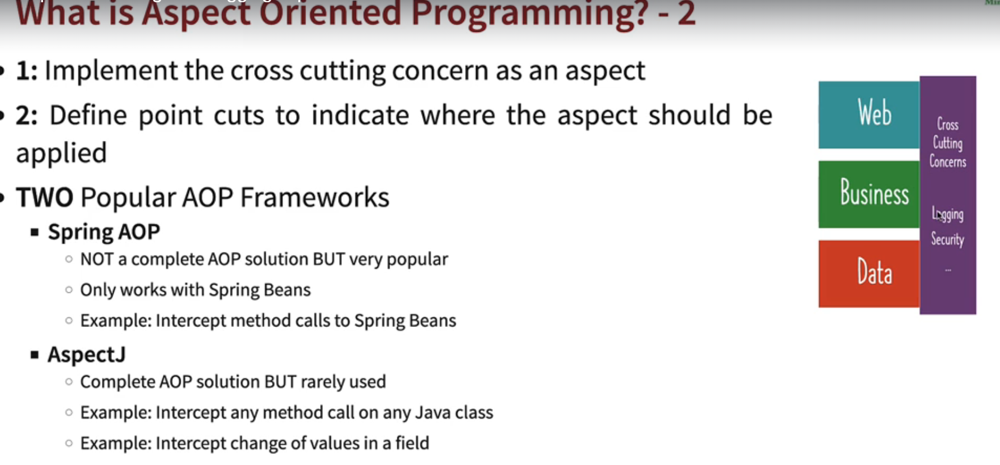 What is Aspect Oriented Programming? - 2
• 1: Implement the cross cutting concern as an aspect
• 2: Define point cuts to indicate where the aspect should be
applied
• TWO Popular AOP Frameworks
▪ Spring AOP
○ NOT a complete AOP solution BUT very popular
○ Only works with Spring Beans
○ Example: Intercept method calls to Spring Beans
▪ AspectJ
○ Complete AOP solution BUT rarely used
○ Example: Intercept any method call on any Java class
○ Example: Intercept change of values in a field
Web
Business
Data
Cross
Cutting
Concerns
Logging
Security
...